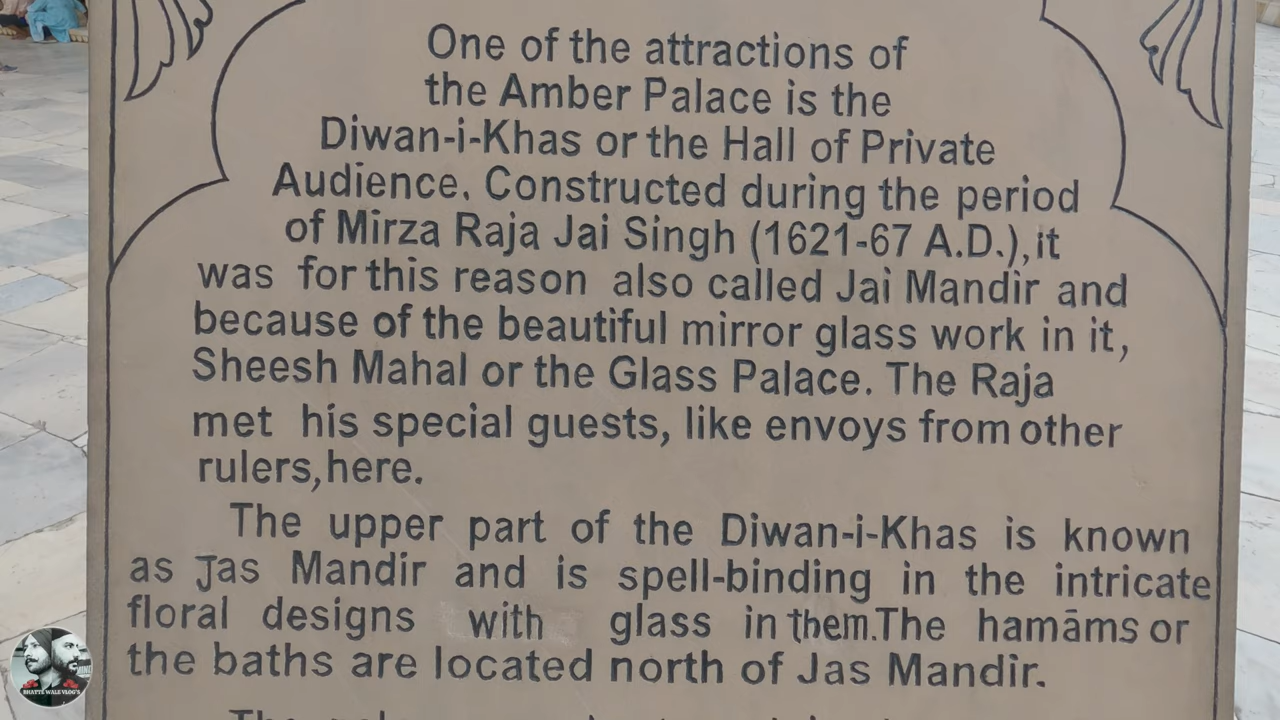 One of the attractions of
the Amber Palace is the
Diwan-i-Khas or the Hall of Private
Audience. Constructed during the period
of Mirza Raja Jai Singh (1621-67 A.D.), it
was for this reason also called Jai Mandir and
because of the beautiful mirror glass work in it,
Sheesh Mahal or the Glass Palace. The Raja
met his special guests, like envoys from other
rulers, here.
The upper part of the Diwan-i-Khas is known
as Jas Mandir and is spell-binding in the intricate
floral designs with glass in them. The hamāms or
the baths are located north of Jas Mandir.
The
BHATTE WALE VLOG'S